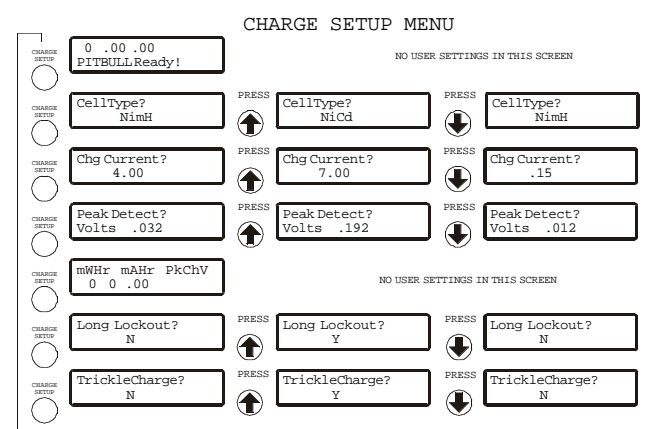 CHARGE SETUP MENU
CHARGE
SETUP
0 .00 .00
PITBULL Ready!
NO USER SETTINGS IN THIS SCREEN
CHARGE
SETUP
CellType?
NimH
PRESS
CellType?
NiCd
PRESS
CellType?
NimH
CHARGE
SETUP
Chg Current?
4.00
PRESS
Chg Current?
7.00
PRESS
Chg Current?
.15
CHARGE
SETUP
Peak Detect?
Volts .032
PRESS
Peak Detect?
Volts .192
PRESS
Peak Detect?
Volts .012
CHARGE
SETUP
mWHr mAHr PkChV
0 0 .00
NO USER SETTINGS IN THIS SCREEN
CHARGE
SETUP
Long Lockout?
N
PRESS
Long Lockout?
Y
PRESS
Long Lockout?
N
CHARGE
SETUP
TrickleCharge?
N
PRESS
TrickleCharge?
Y
PRESS
TrickleCharge?
N